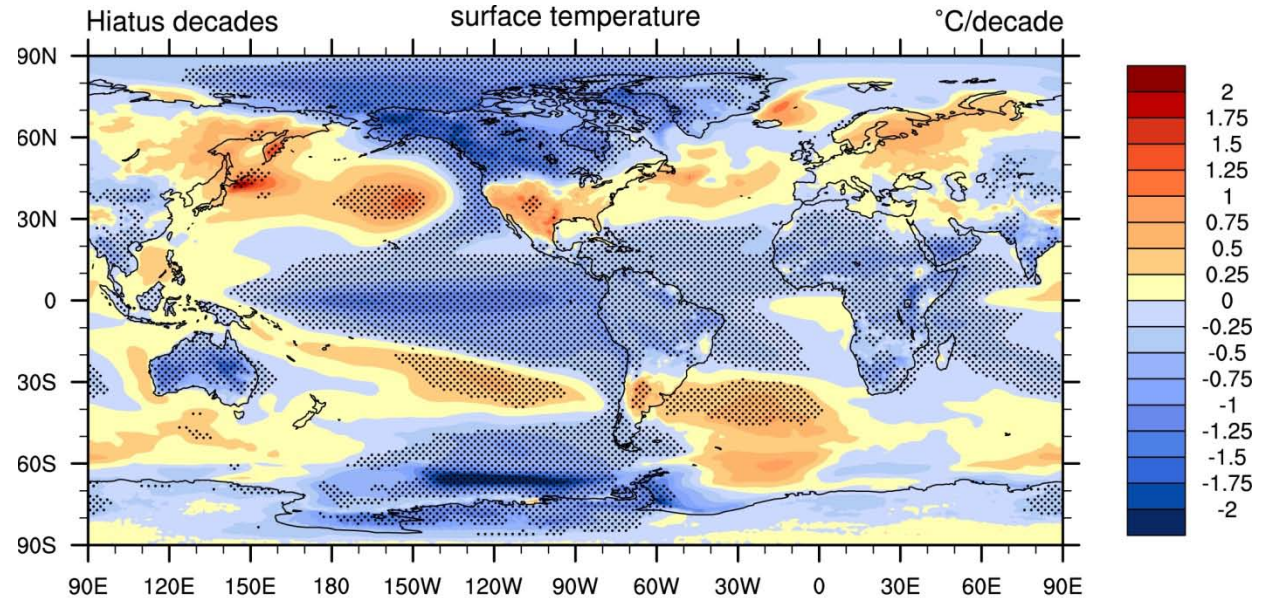 Hiatus decades surface temperature °C/decade
90N
60N
30N
0
30S
60S
90S
90E 120E 150E 180 150W 120W 90W 60W 30W 0 30E 60E 90E
2
1.75
1.5
1.25
1
0.75
0.5
0.25
0
-0.25
-0.5
-0.75
-1
-1.25
-1.5
-1.75
-2